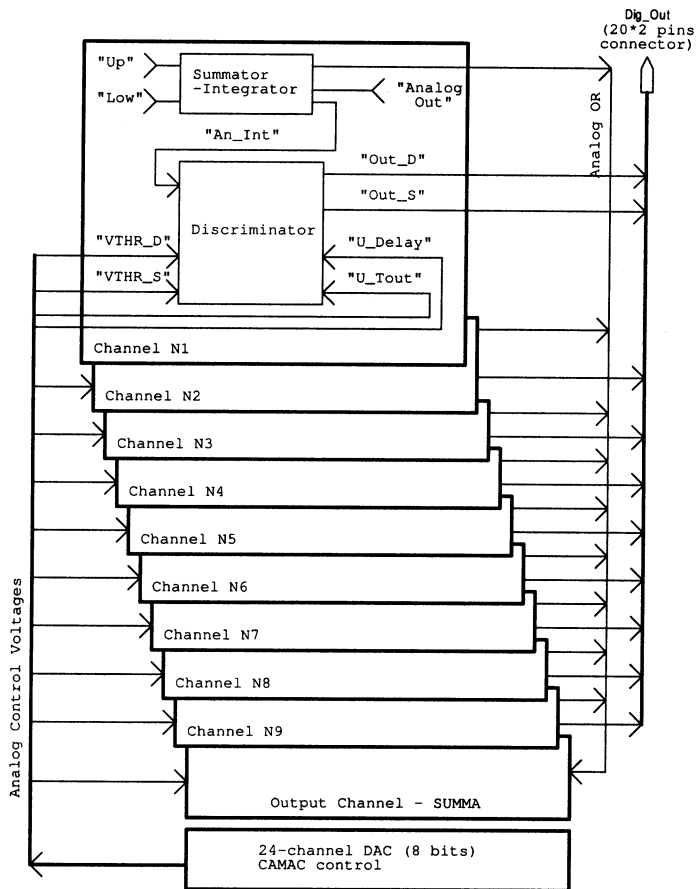 Dig_Out
(20*2 pins
connector)
"Up"
Summator
-Integrator
"Low"
"Analog
Out"
"An_Int"
Analog OR
"Out_D"
"Out_S"
Discriminator
"VTHR_D"
"U_Delay"
"VTHR_S"
"U_Tout"
Channel N1
Channel N2
Channel N3
Channel N4
Channel N5
Channel N6
Channel N7
Channel N8
Channel N9
Analog Control Voltages
Output Channel - SUMMA
24-channel DAC (8 bits)
CAMAC control